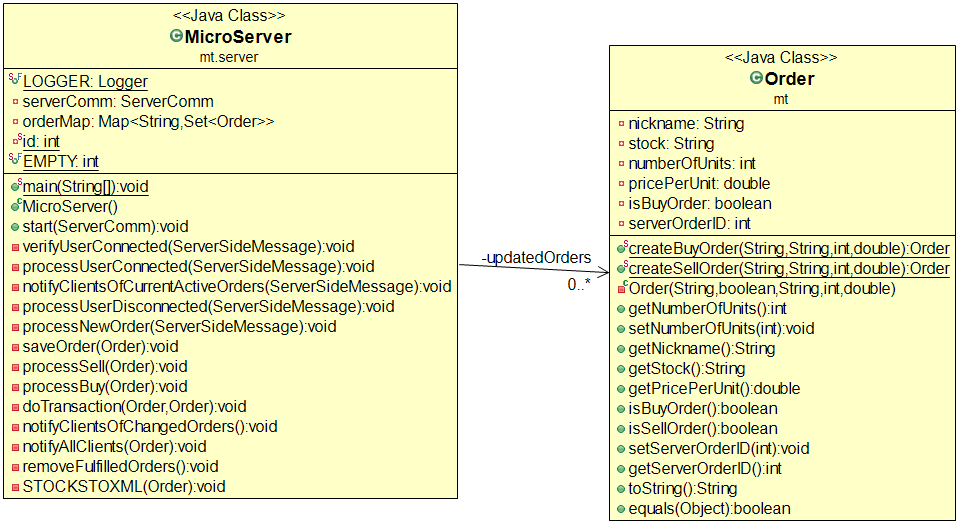 <<Java Class>>
MicroServer
mt.server
LOGGER: Logger
serverComm: ServerComm
orderMap: Map<String,Set<Order>>
id: int
EMPTY: int
main(String[]):void
MicroServer()
start(ServerComm):void
verifyUserConnected(ServerSideMessage):void
processUserConnected(ServerSideMessage):void
notifyClientsOfCurrentActiveOrders(ServerSideMessage):void
processUserDisconnected(ServerSideMessage):void
processNewOrder(ServerSideMessage):void
saveOrder(Order):void
processSell(Order):void
processBuy(Order):void
doTransaction(Order,Order):void
notifyClientsOfChangedOrders():void
notifyAllClients(Order):void
removeFulfilledOrders():void
STOCKSTOXML(Order):void
-updatedOrders
0..*
<<Java Class>>
Order
mt
nickname: String
stock: String
numberOfUnits: int
pricePerUnit: double
isBuyOrder: boolean
serverOrderID: int
createBuyOrder(String,String,int,double):Order
createSellOrder(String,String,int,double):Order
Order(String,boolean,String,int,double)
getNumberOfUnits():int
setNumberOfUnits(int):void
getNickname():String
getStock():String
getPricePerUnit():double
isBuyOrder():boolean
isSellOrder():boolean
setServerOrderID(int):void
getServerOrderID():int
toString():String
equals(Object):boolean